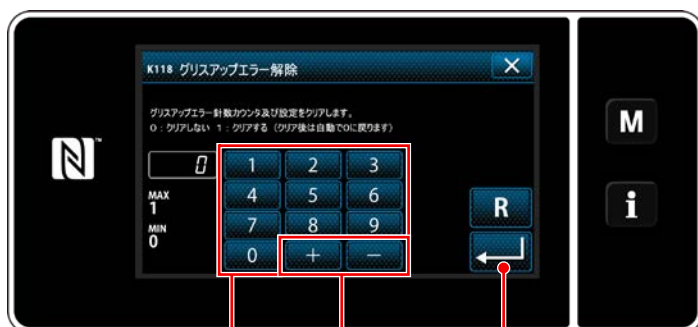 K118 グリスアップエラー解除
グリスアップエラー針数カウンタ及び設定をクリアします。
0:クリアしない 1:クリアする(クリア後は自動で0に戻ります)
0
1 2 3
MAX
1
4 5 6
MIN
0
7 8 9
0 + −
R
M
i
N